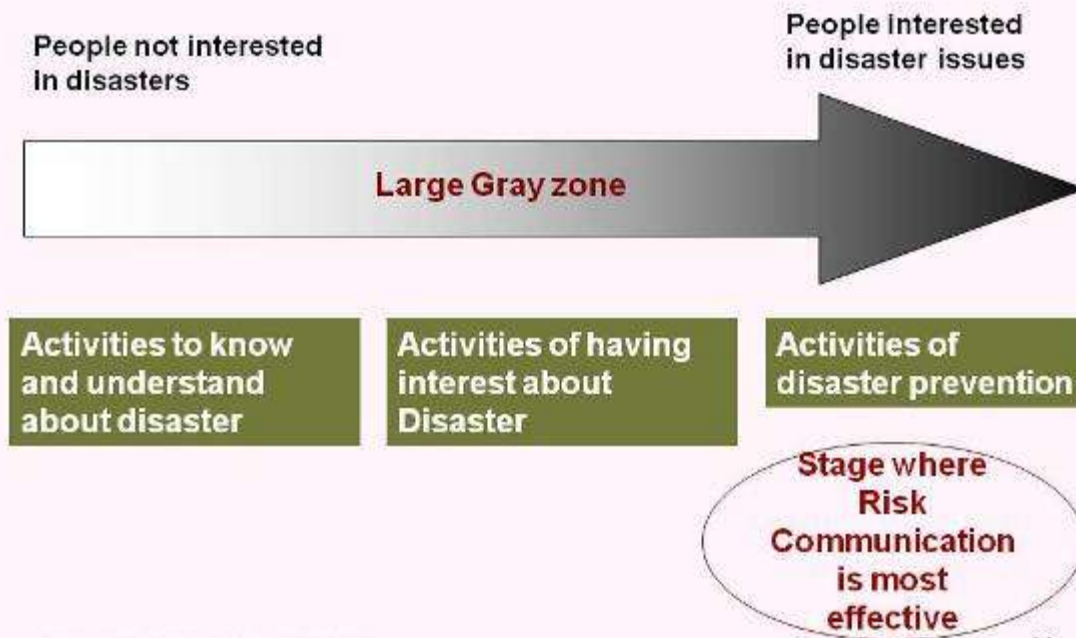 People not interested
in disasters
People interested
in disaster issues
Large Gray zone
Activities to know
and understand
about disaster
Activities of having
interest about
Disaster
Activities of
disaster prevention
Stage where
Risk
Communication
is most
effective